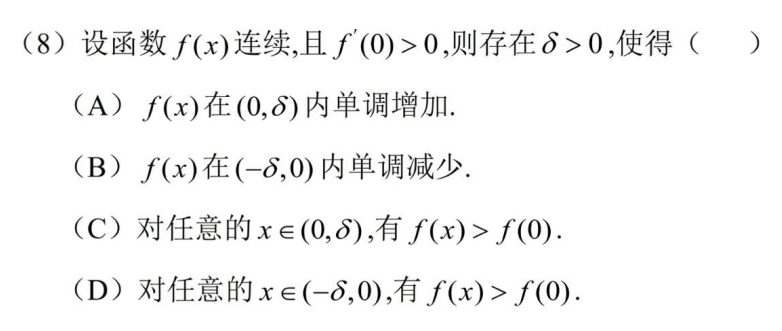 （8）设函数 f(x) 连续,且 f′(0) > 0 ,则存在 δ > 0 ,使得（　　）
（A） f(x) 在 (0,δ) 内单调增加.
（B） f(x) 在 (−δ,0) 内单调减少.
（C）对任意的 x ∈ (0,δ) ,有 f(x) > f(0) .
（D）对任意的 x ∈ (−δ,0) ,有 f(x) > f(0) .